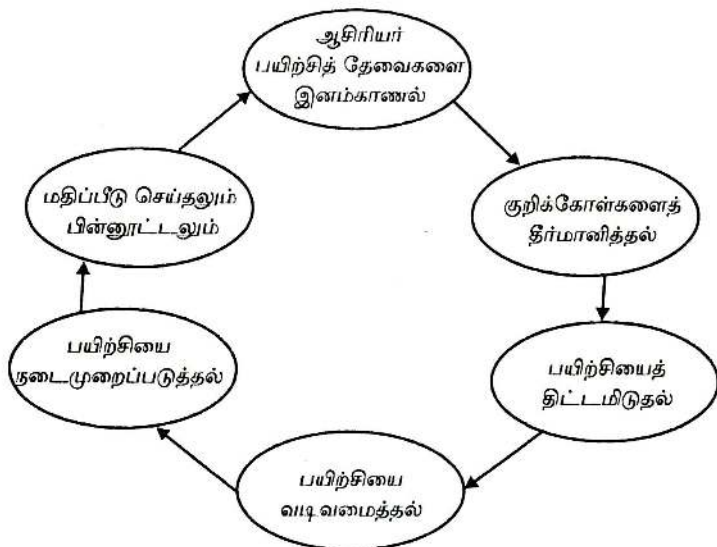 ஆசிரியர்
பயிற்சித் தேவைகளை
இனம்காணல்
குறிக்கோள்களைத்
தீர்மானித்தல்
பயிற்சியைத்
திட்டமிடுதல்
பயிற்சியை
வடிவமைத்தல்
பயிற்சியை
நடைமுறைப்படுத்தல்
மதிப்பீடு செய்தலும்
பின்னூட்டலும்